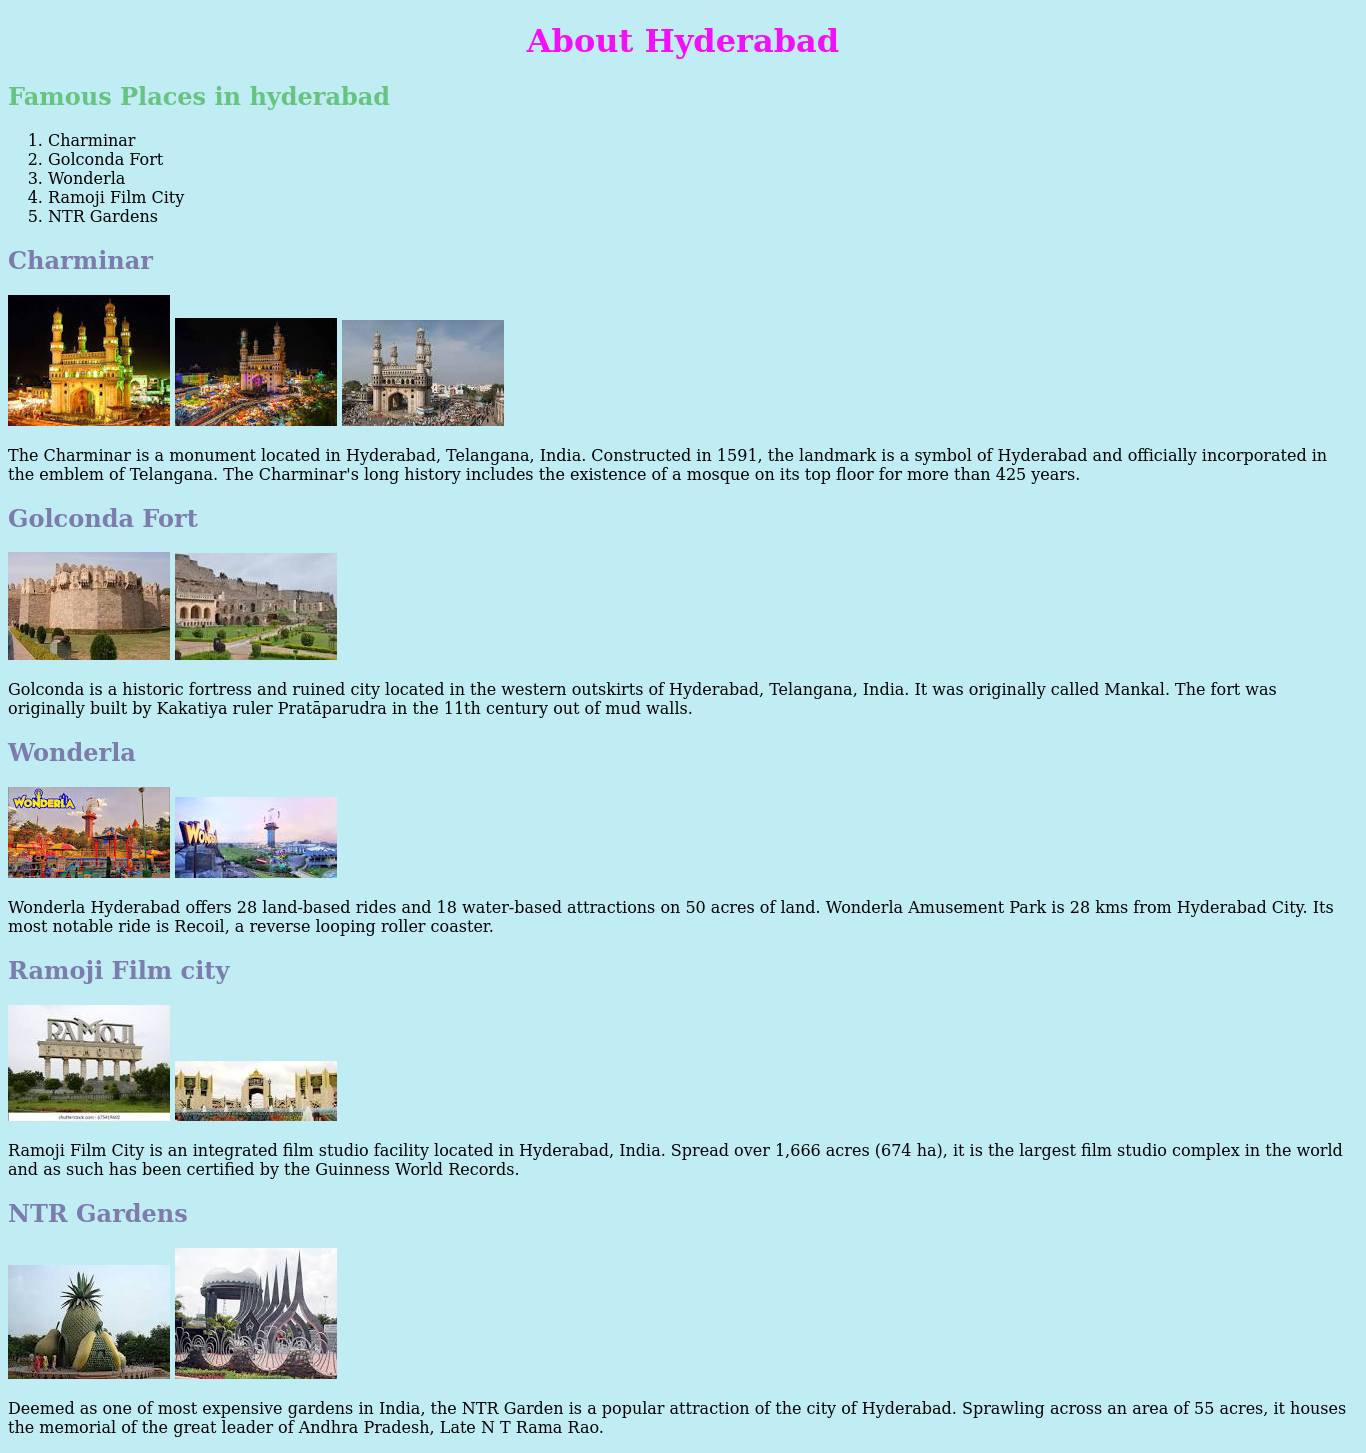 About Hyderabad
Famous Places in hyderabad
1. Charminar
2. Golconda Fort
3. Wonderla
4. Ramoji Film City
5. NTR Gardens
Charminar
The Charminar is a monument located in Hyderabad, Telangana, India. Constructed in 1591, the landmark is a symbol of Hyderabad and officially incorporated in
the emblem of Telangana. The Charminar's long history includes the existence of a mosque on its top floor for more than 425 years.
Golconda Fort
Golconda is a historic fortress and ruined city located in the western outskirts of Hyderabad, Telangana, India. It was originally called Mankal. The fort was
originally built by Kakatiya ruler Pratāparudra in the 11th century out of mud walls.
Wonderla
WONDERLA
Wonderla Hyderabad offers 28 land-based rides and 18 water-based attractions on 50 acres of land. Wonderla Amusement Park is 28 kms from Hyderabad City. Its
most notable ride is Recoil, a reverse looping roller coaster.
Ramoji Film city
RAMOJI
FILM CITY
Ramoji Film City is an integrated film studio facility located in Hyderabad, India. Spread over 1,666 acres (674 ha), it is the largest film studio complex in the world
and as such has been certified by the Guinness World Records.
NTR Gardens
Deemed as one of most expensive gardens in India, the NTR Garden is a popular attraction of the city of Hyderabad. Sprawling across an area of 55 acres, it houses
the memorial of the great leader of Andhra Pradesh, Late N T Rama Rao.